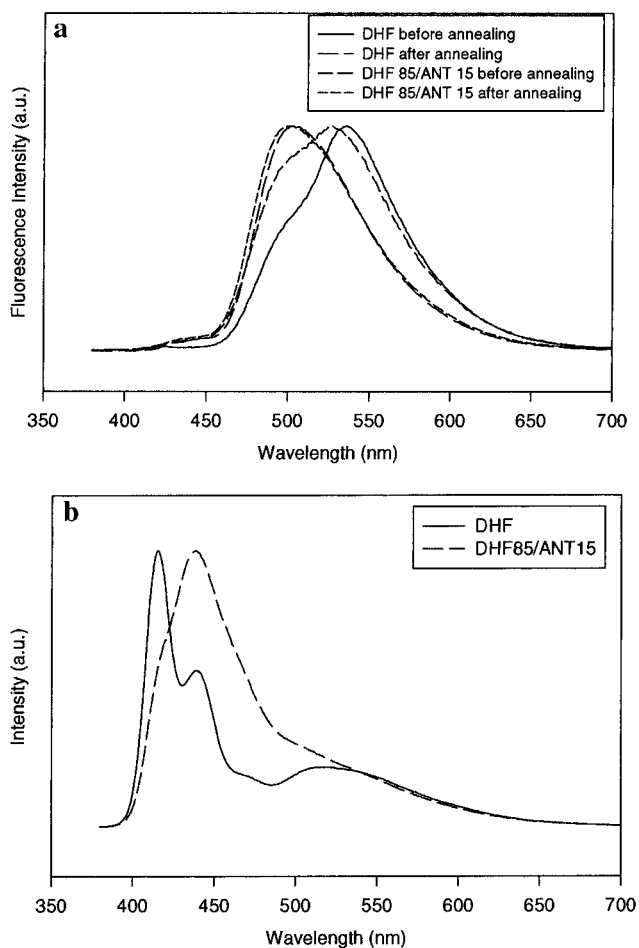 a
DHF before annealing
DHF after annealing
DHF 85/ANT 15 before annealing
DHF 85/ANT 15 after annealing
Fluorescence Intensity (a.u.)
350 400 450 500 550 600 650 700
Wavelength (nm)
b
DHF
DHF85/ANT15
Intensity (a.u.)
350 400 450 500 550 600 650 700
Wavelength (nm)